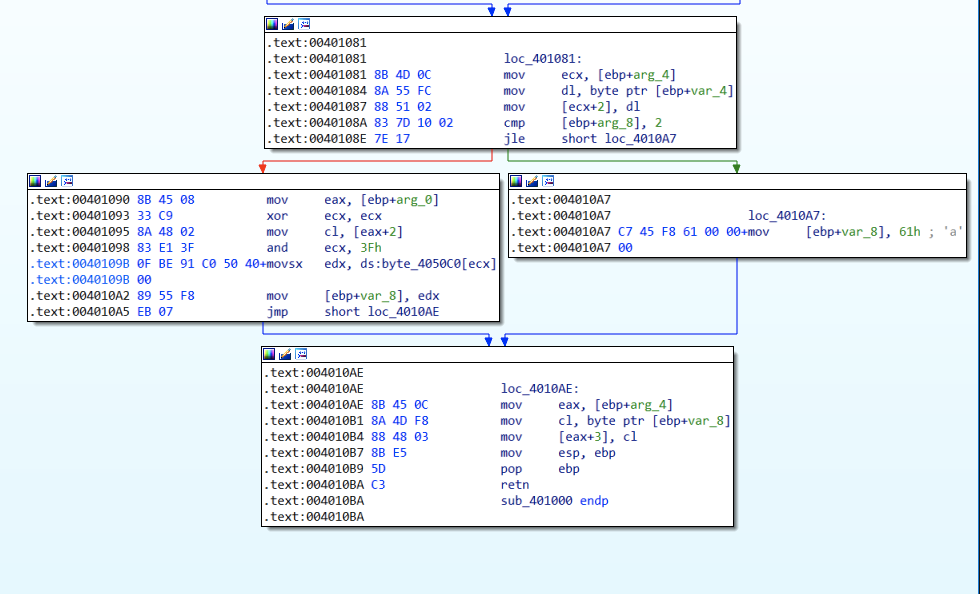 .text:00401081
.text:00401081 loc_401081:
.text:00401081 8B 4D 0C mov ecx, [ebp+arg_4]
.text:00401084 8A 55 FC mov dl, byte ptr [ebp+var_4]
.text:00401087 88 51 02 mov [ecx+2], dl
.text:0040108A 83 7D 10 02 cmp [ebp+arg_8], 2
.text:0040108E 7E 17 jle short loc_4010A7
.text:00401090 8B 45 08 mov eax, [ebp+arg_0]
.text:00401093 33 C9 xor ecx, ecx
.text:00401095 8A 48 02 mov cl, [eax+2]
.text:00401098 83 E1 3F and ecx, 3Fh
.text:0040109B 0F BE 91 C0 50 40+movsx edx, ds:byte_4050C0[ecx]
.text:0040109B 00
.text:004010A2 89 55 F8 mov [ebp+var_8], edx
.text:004010A5 EB 07 jmp short loc_4010AE
.text:004010A7
.text:004010A7 loc_4010A7:
.text:004010A7 C7 45 F8 61 00 00+mov [ebp+var_8], 61h ; 'a'
.text:004010A7 00
.text:004010AE
.text:004010AE loc_4010AE:
.text:004010AE 8B 45 0C mov eax, [ebp+arg_4]
.text:004010B1 8A 4D F8 mov cl, byte ptr [ebp+var_8]
.text:004010B4 88 48 03 mov [eax+3], cl
.text:004010B7 8B E5 mov esp, ebp
.text:004010B9 5D pop ebp
.text:004010BA C3 retn
.text:004010BA sub_401000 endp
.text:004010BA